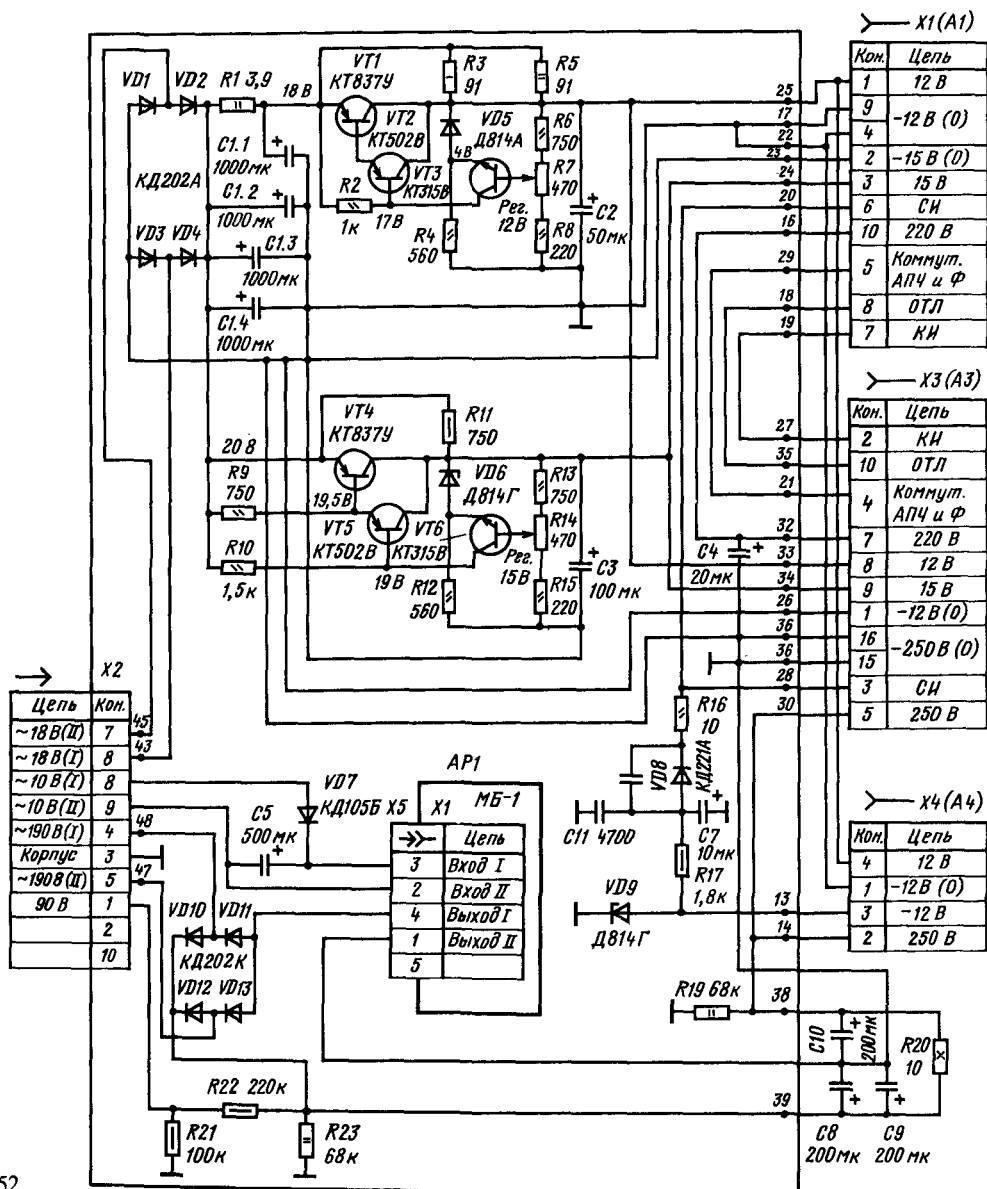 X1(A1)
Кон. Цепь
1 12 В
9 -12 В (0)
4
2 -15 В (0)
3 15 В
6 СИ
10 220 В
5 Коммут. АПЧ и Ф
8 ОТЛ
7 КИ
25
17
22
23
24
20
16
29
18
19
VD1
VD2
R1 3,9
18 В
VT1
КТ837У
VT2
КТ502В
VT3
КТ315В
R2
1к
17В
R3
91
R5
91
VD5
Д814А
4В
R6
750
R7
470
Рег.
12В
R8
220
R4
560
C2
50мк
+
C1.1
1000мк
+
C1.2
1000мк
+
C1.3
1000мк
+
C1.4
1000мк
+
КД202А
VD3
VD4
X3(A3)
Кон. Цепь
2 КИ
10 ОТЛ
4 Коммут. АПЧ и Ф
7 220 В
8 12 В
9 15 В
1 -12В (0)
16 -250В (0)
15
3 СИ
5 250 В
27
35
21
32
33
34
26
36
36
28
30
20 В
VT4
КТ837У
R11
750
R9
750
19,5В
VD6
Д814Г
VT5
КТ502В
VT6
КТ315В
R13
750
R14
470
Рег.
15В
R15
220
R10
1,5к
19В
R12
560
C3
100мк
+
C4
20мк
+
X2
Цепь Кон.
~18В(II) 7
~18В(I) 8
~10В(I) 8
~10В(II) 9
~190В(I) 4
Корпус 3
~190В(II) 5
90 В 1
2
10
45
43
48
47
VD7
КД105Б
X5
C5
500мк
+
АР1
X1 МБ-1
Цепь
3 Вход I
2 Вход II
4 Выход I
1 Выход II
5
R16
10
VD8
КД221А
C11 4700
C7
10мк
+
R17
1,8к
VD9
Д814Г
X4(A4)
Кон. Цепь
4 12 В
1 -12В (0)
3 -12 В
2 250 В
13
14
VD10
VD11
КД202К
VD12
VD13
R19 68к
38
C10
200мк
+
R20
10
C8
200мк
+
C9
200мк
+
39
R22 220к
R21
100к
R23
68к
52